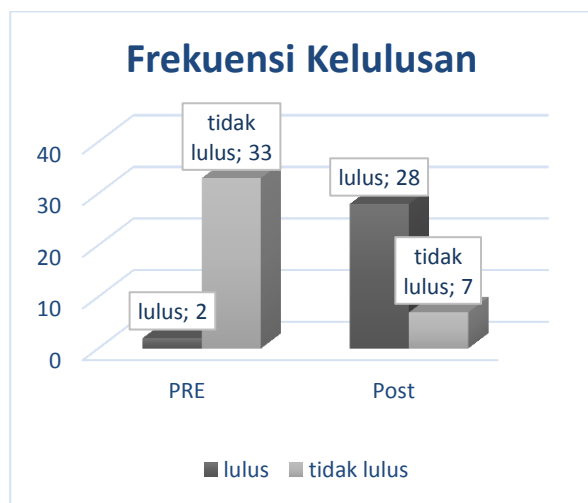 Frekuensi Kelulusan
tidak
lulus; 33
lulus; 28
tidak
lulus; 7
lulus; 2
40
30
20
10
0
PRE
Post
lulus
tidak lulus